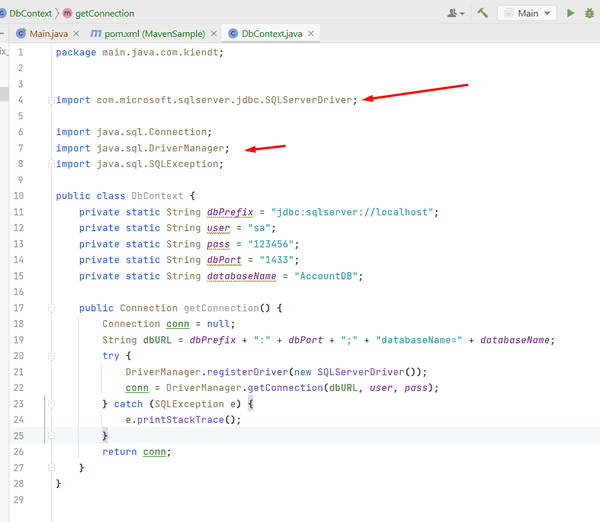 DbContext getConnection
Main
Main.java pom.xml (MavenSample) DbContext.java
1 package main.java.com.kiendt;
2
3
4 import com.microsoft.sqlserver.jdbc.SQLServerDriver;
5
6 import java.sql.Connection;
7 import java.sql.DriverManager;
8 import java.sql.SQLException;
9
10 public class DbContext {
11 private static String dbPrefix = "jdbc:sqlserver://localhost";
12 private static String user = "sa";
13 private static String pass = "123456";
14 private static String dbPort = "1433";
15 private static String databaseName = "AccountDB";
16
17 public Connection getConnection() {
18 Connection conn = null;
19 String dbURL = dbPrefix + ":" + dbPort + ";" + "databaseName=" + databaseName;
20 try {
21 DriverManager.registerDriver(new SQLServerDriver());
22 conn = DriverManager.getConnection(dbURL, user, pass);
23 } catch (SQLException e) {
24 e.printStackTrace();
25 }
26 return conn;
27 }
28 }
29